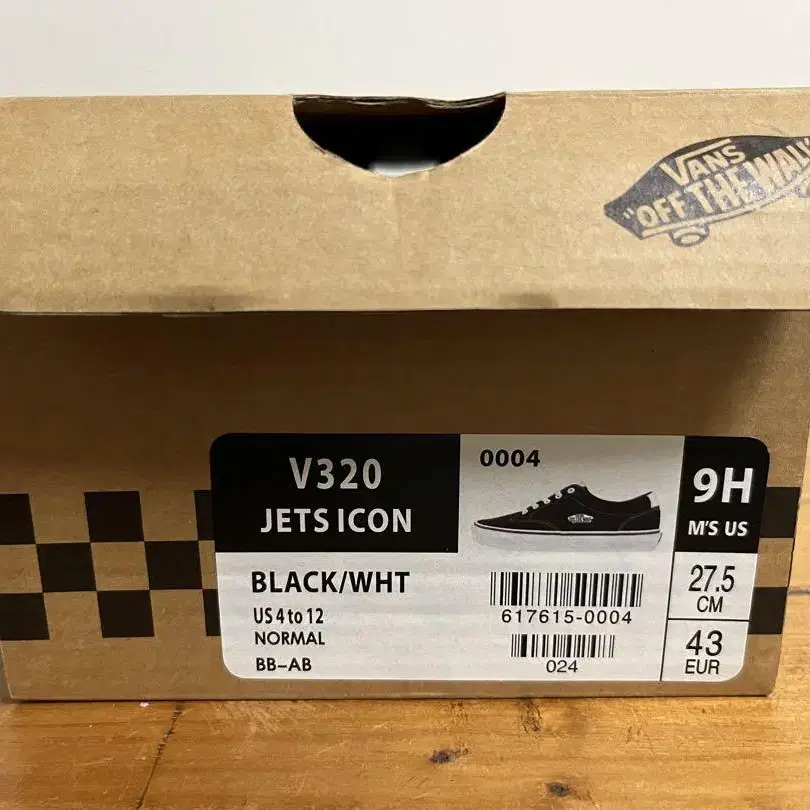 VANS
"OFF THE WALL
V320
JETS ICON
BLACK/WHT
US 4 to 12
NORMAL
BB-AB
0004
617615-0004
024
9H
M'S US
27.5
CM
43
EUR